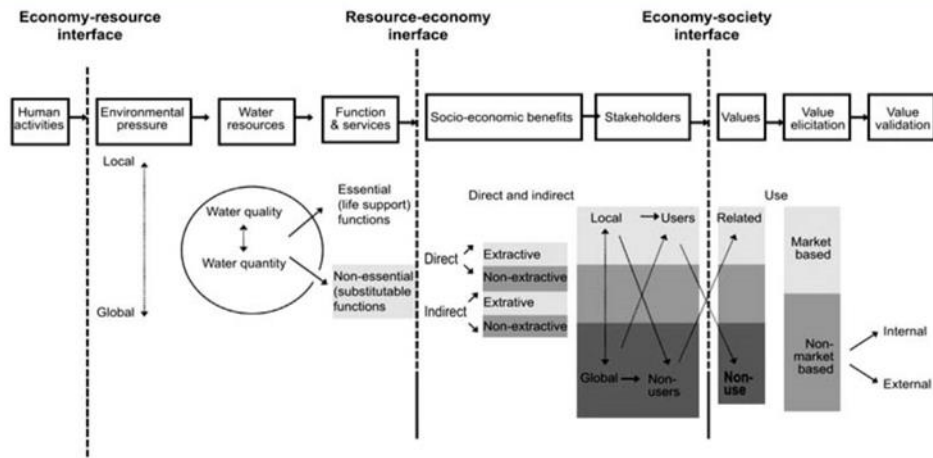 Economy-resource
interface
Resource-economy
inerface
Economy-society
interface
Human
activities
Environmental
pressure
Water
resources
Function
& services
Socio-economic benefits
Stakeholders
Values
Value
elicitation
Value
validation
Local
Global
Water quality
Water quantity
Essential
(life support)
functions
Non-essential
(substitutable
functions
Direct and indirect
Direct
Indirect
Extractive
Non-extractive
Extrative
Non-extractive
Local
Users
Global
Non-
users
Use
Related
Non-
use
Market
based
Non-
market
based
Internal
External